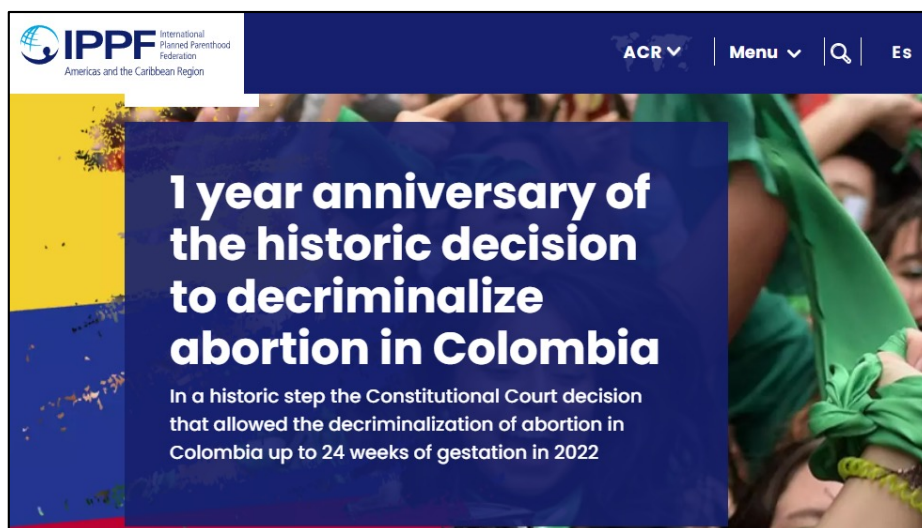 IPPF International
Planned Parenthood
Federation
Americas and the Caribbean Region
ACR
Menu
Es
1 year anniversary of
the historic decision
to decriminalize
abortion in Colombia
In a historic step the Constitutional Court decision
that allowed the decriminalization of abortion in
Colombia up to 24 weeks of gestation in 2022